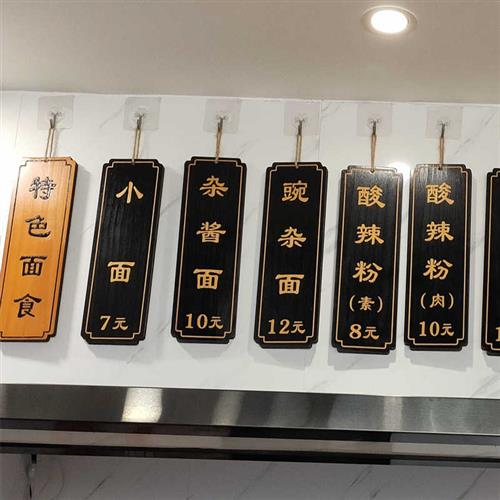 特色面食
小面
7元
杂酱面
10元
豌杂面
12元
酸辣粉
(素)
8元
酸辣粉
(肉)
10元